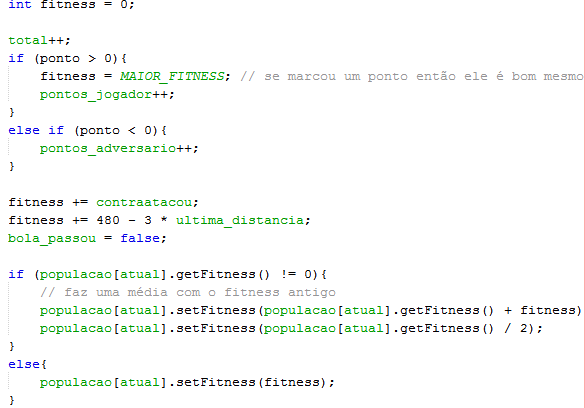 int fitness = 0;
total++;
if (ponto > 0){
fitness = MAIOR_FITNESS; // se marcou um ponto então ele é bom mesmo
pontos_jogador++;
}
else if (ponto < 0){
pontos_adversario++;
}
fitness += contraatacou;
fitness += 480 - 3 * ultima_distancia;
bola_passou = false;
if (populacao[atual].getFitness() != 0){
// faz uma média com o fitness antigo
populacao[atual].setFitness(populacao[atual].getFitness() + fitness)
populacao[atual].setFitness(populacao[atual].getFitness() / 2);
}
else{
populacao[atual].setFitness(fitness);
}